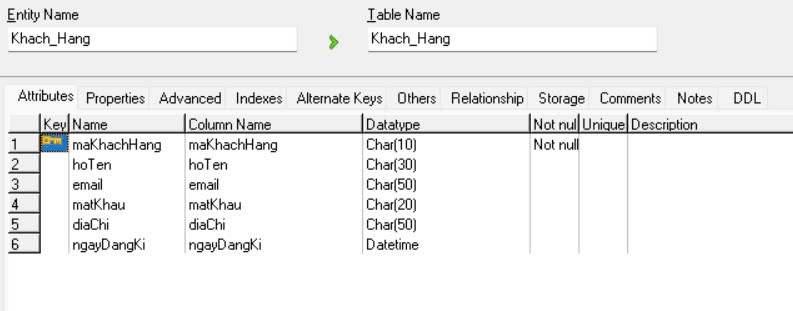 Entity Name Table Name
Khach_Hang Khach_Hang
Attributes Properties Advanced Indexes Alternate Keys Others Relationship Storage Comments Notes DDL
Key Name Column Name Datatype Not nul Unique Description
1 maKhachHang maKhachHang Char(10) Not null
2 hoTen hoTen Char(30)
3 email email Char(50)
4 matKhau matKhau Char(20)
5 diaChi diaChi Char(50)
6 ngayDangKi ngayDangKi Datetime